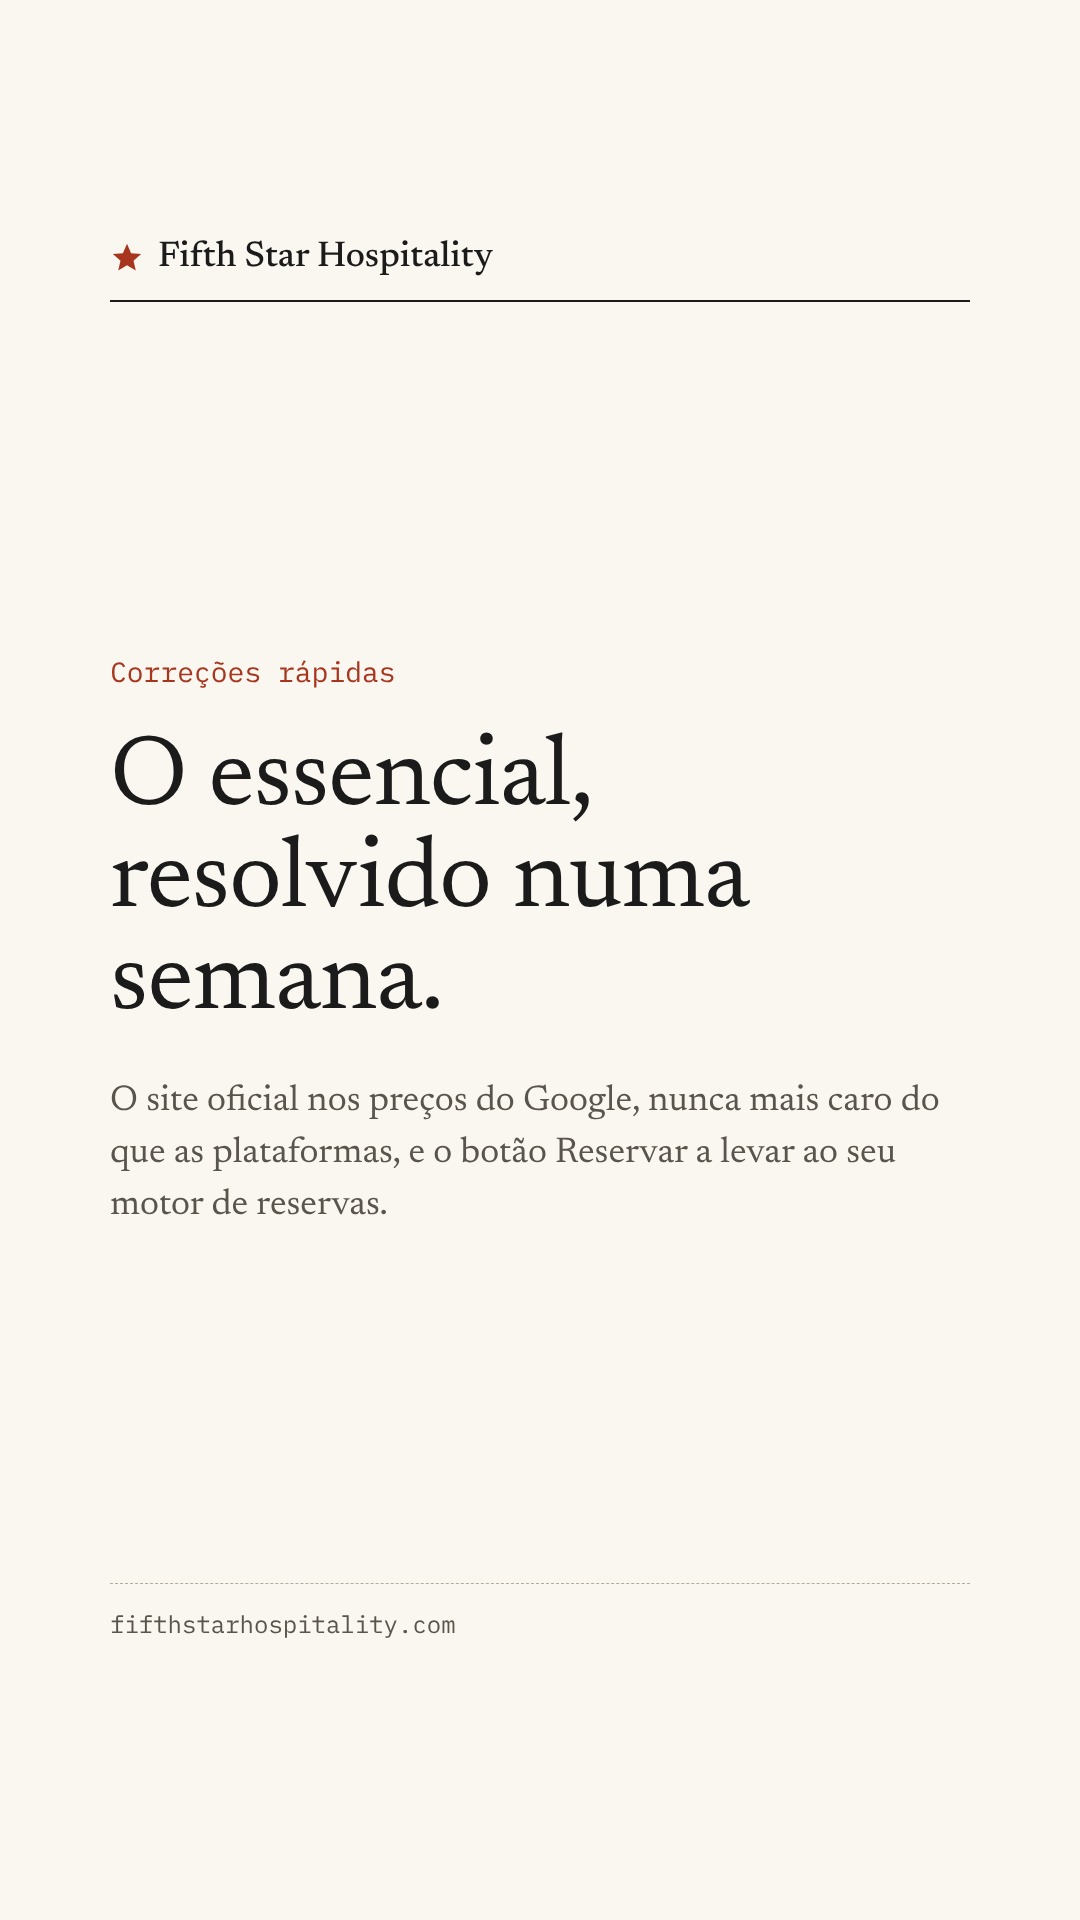 Fifth Star Hospitality
Correções rápidas
O essencial,
resolvido numa
semana.
O site oficial nos preços do Google, nunca mais caro do
que as plataformas, e o botão Reservar a levar ao seu
motor de reservas.
fifthstarhospitality.com